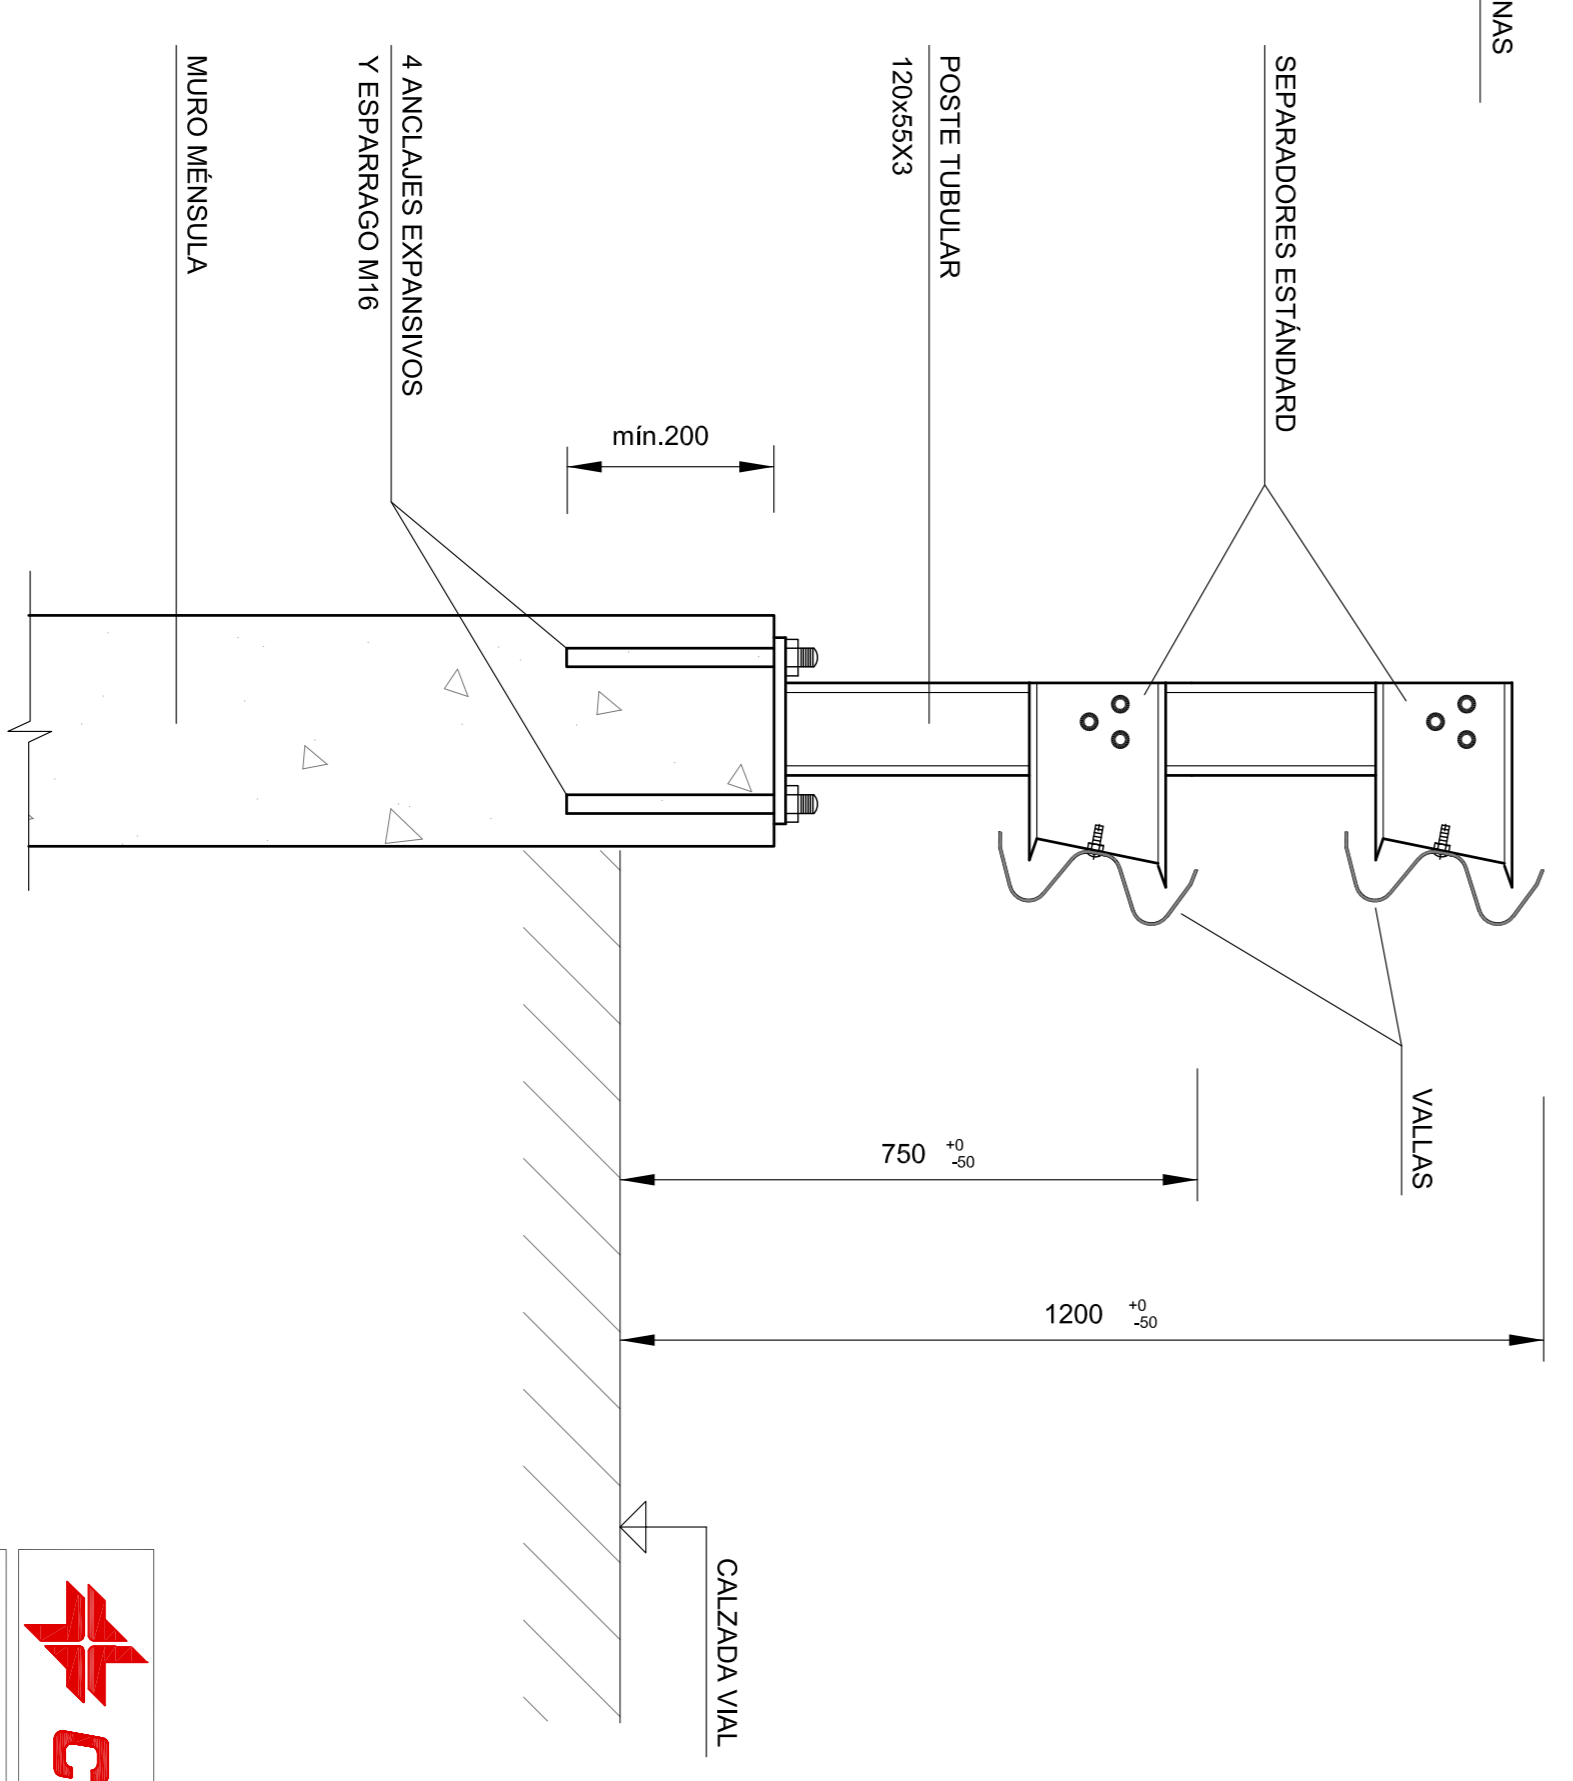 NAS
SEPARADORES ESTÁNDARD
POSTE TUBULAR
120x55X3
4 ANCLAJES EXPANSIVOS
Y ESPARRAGO M16
MURO MÉNSULA
mín.200
VALLAS
750 +0 -50
1200 +0 -50
CALZADA VIAL
C